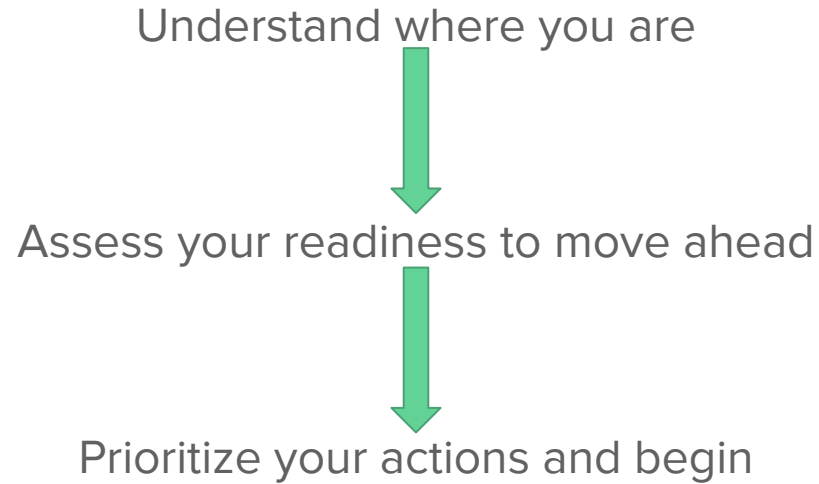 Understand where you are
Assess your readiness to move ahead
Prioritize your actions and begin